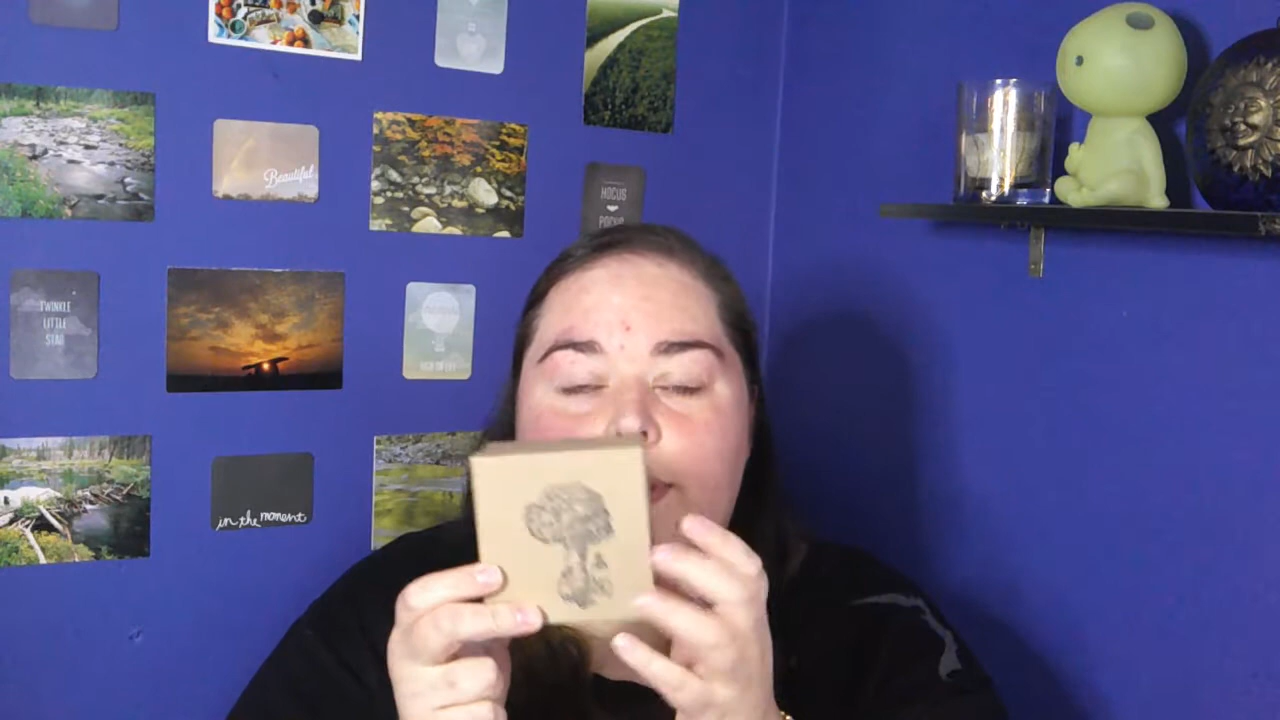 Beautiful
HOCUS
POCUS
TWINKLE
LITTLE
STAR
in the moment